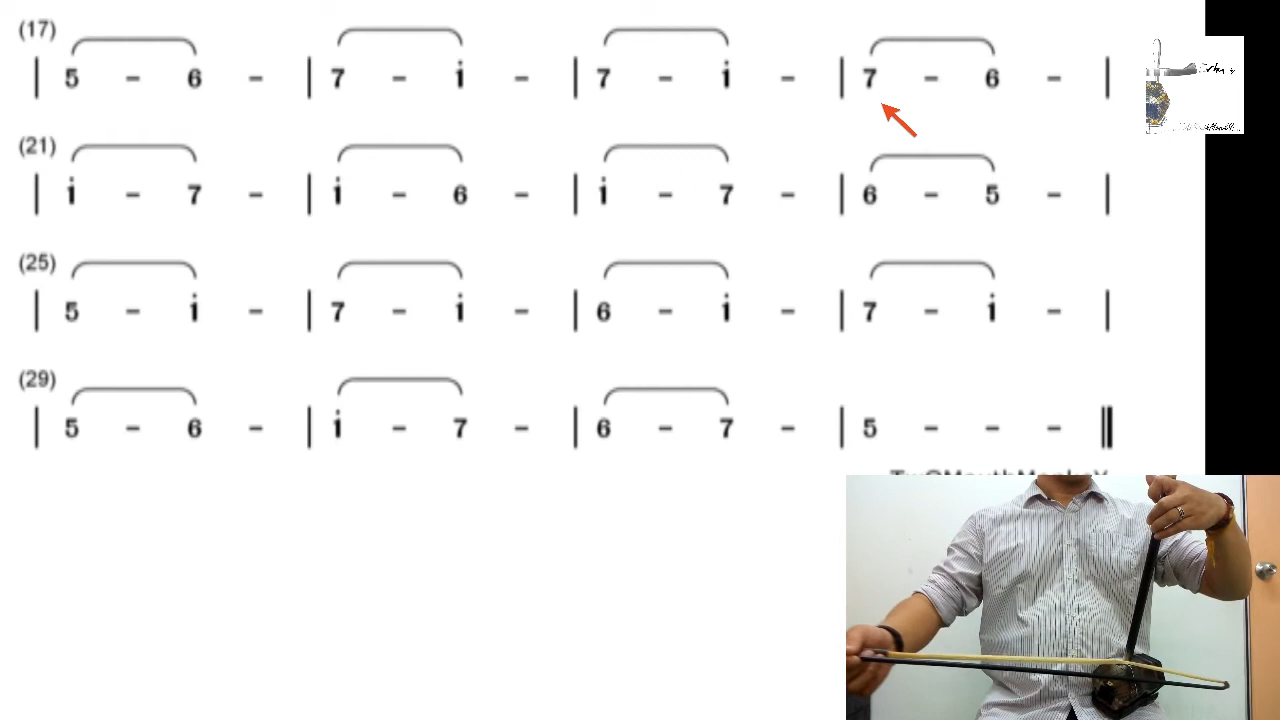 (17)
| 5 - 6 - | 7 - i - | 7 - i - | 7 - 6 - |
(21)
| i - 7 - | i - 6 - | i - 7 - | 6 - 5 - |
(25)
| 5 - i - | 7 - i - | 6 - i - | 7 - i - |
(29)
| 5 - 6 - | i - 7 - | 6 - 7 - | 5 - - - ‖